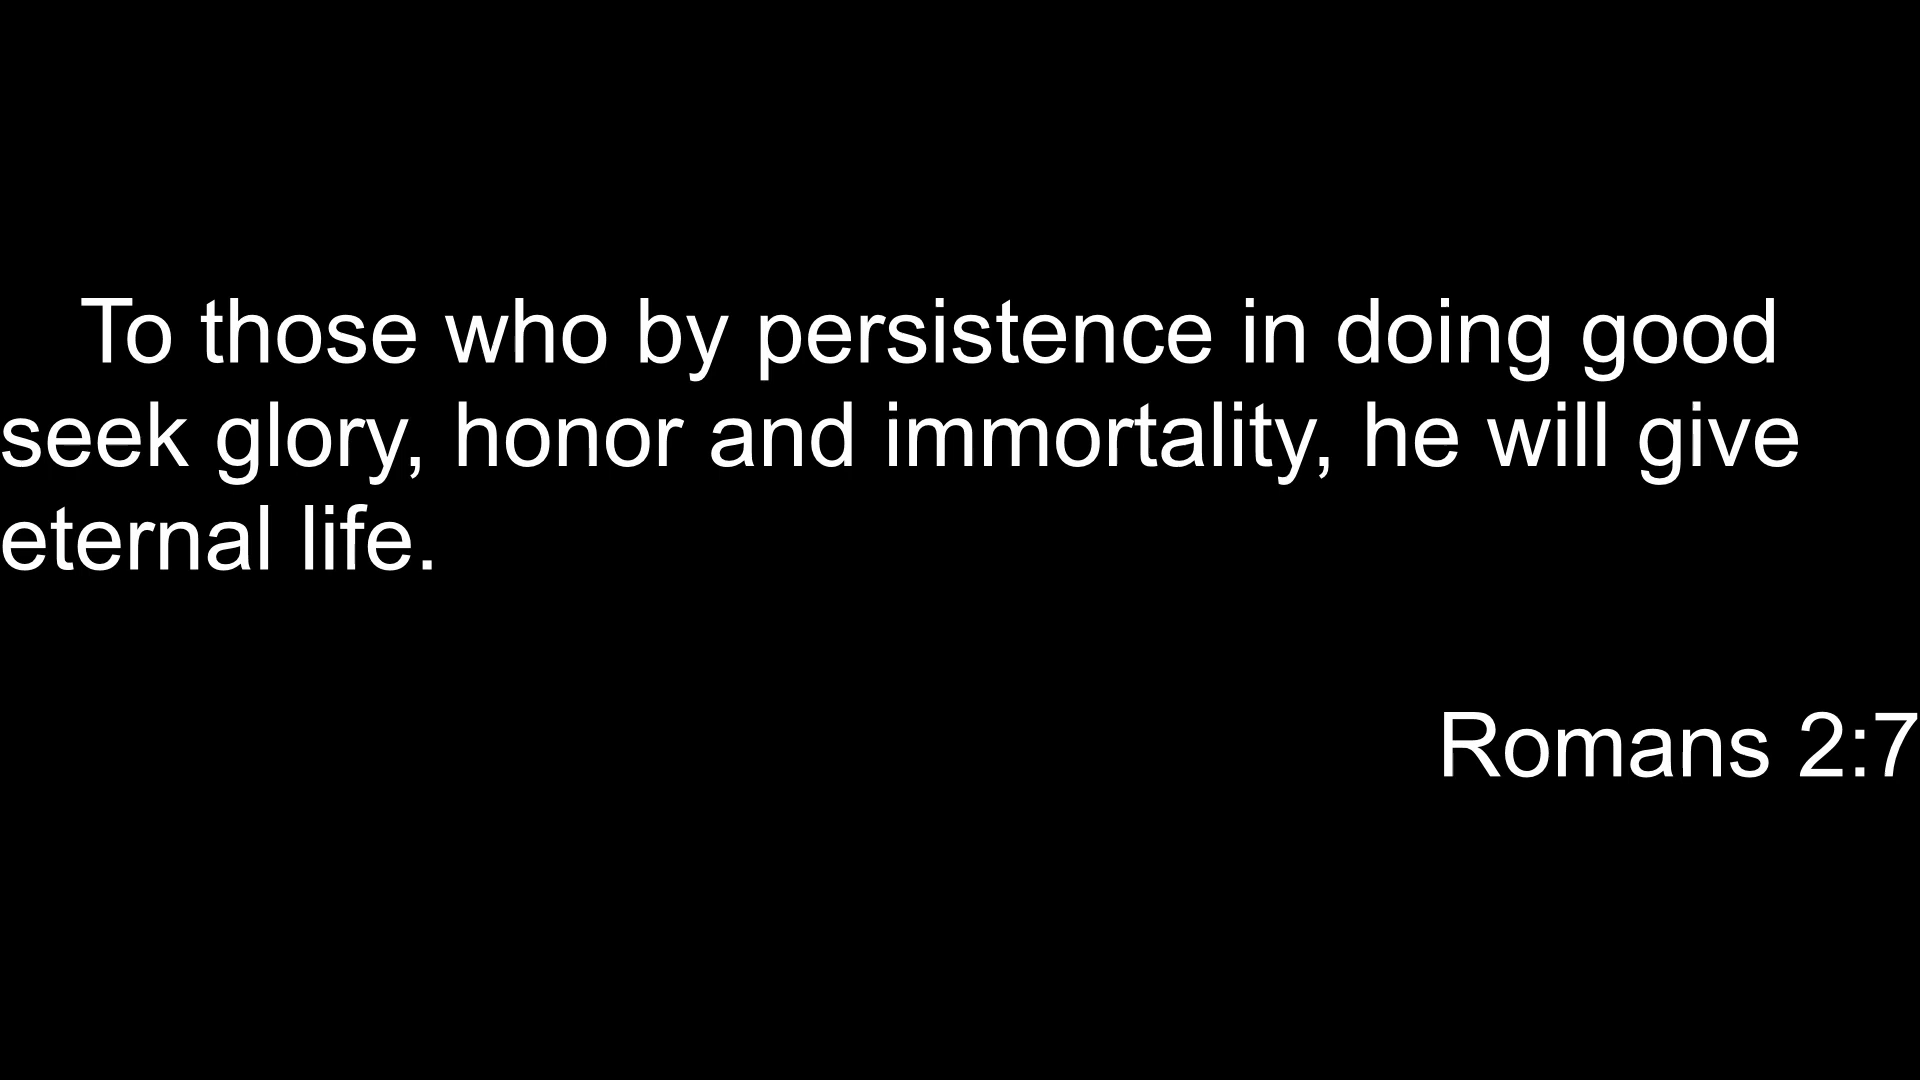 To those who by persistence in doing good
seek glory, honor and immortality, he will give
eternal life.
Romans 2:7